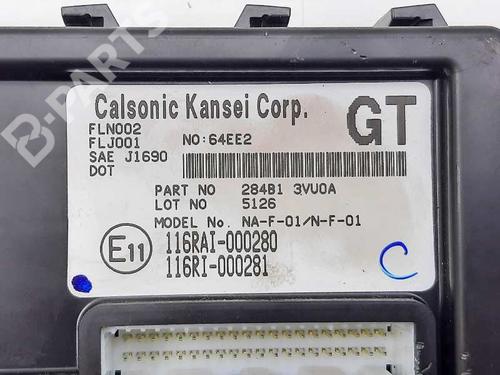 B-PARTS
Calsonic Kansei Corp.
GT
FLN002
FLJ001 NO:64EE2
SAE J1690
DOT
PART NO 284B1 3VU0A
LOT NO 5126
MODEL No. NA-F-01/N-F-01
E11
116RAI-000280
116RI-000281
C